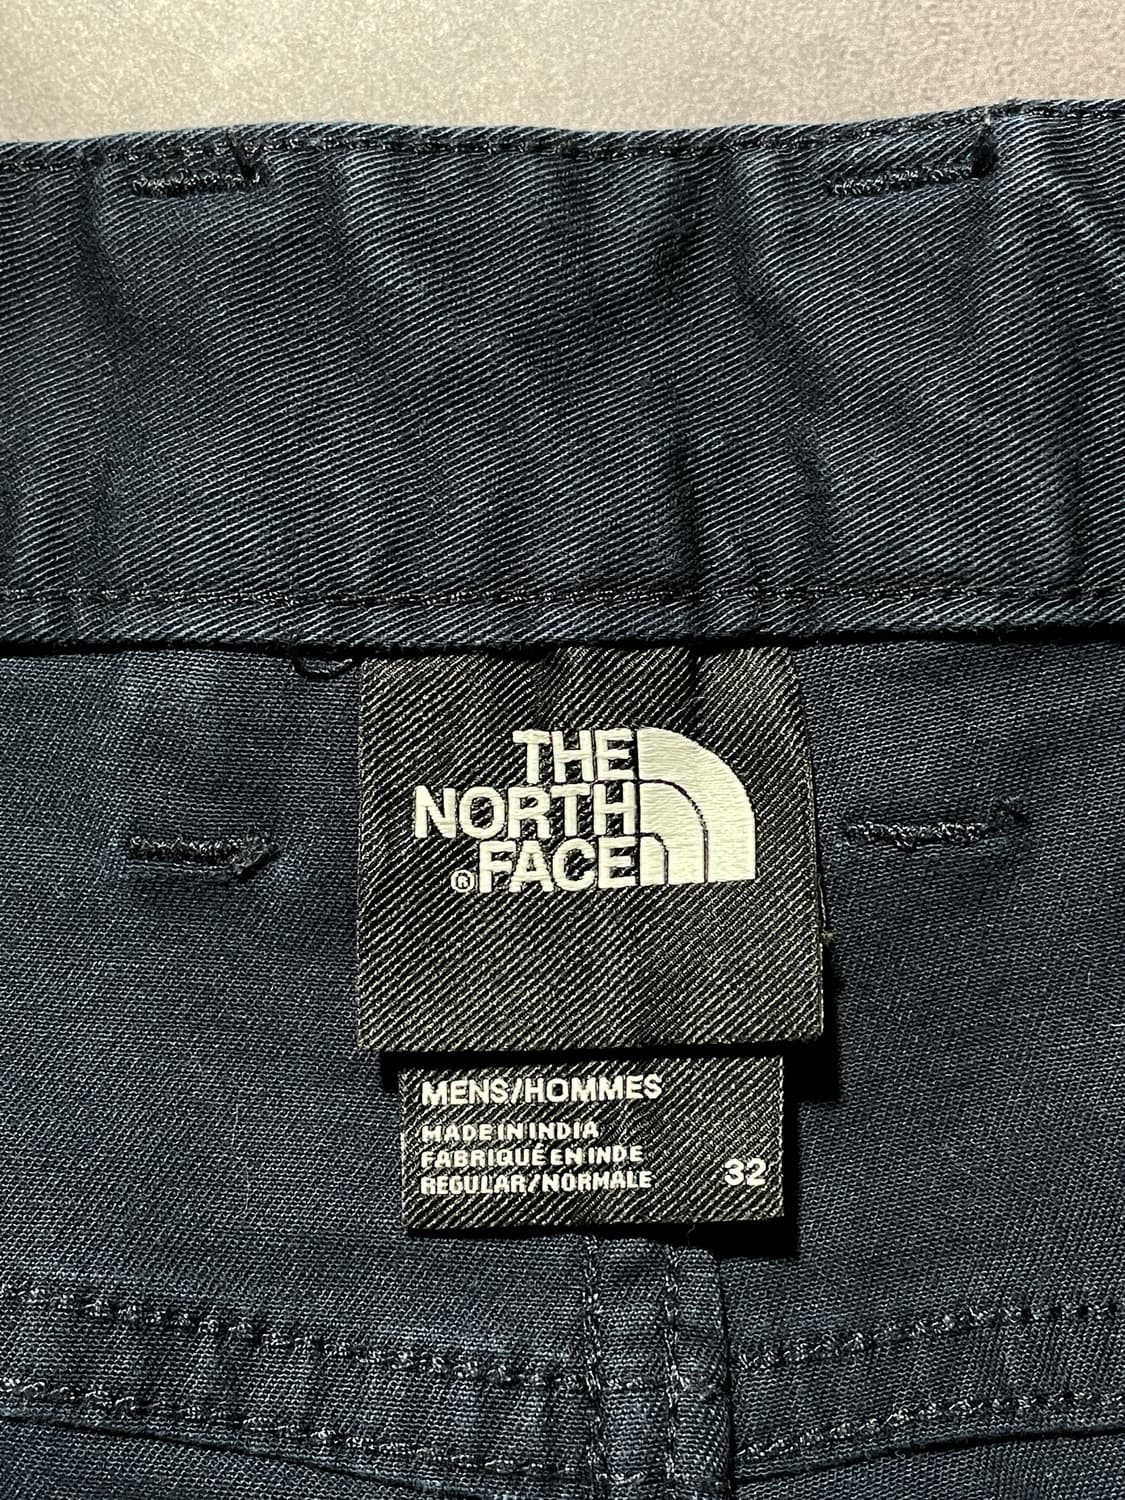 THE
NORTH
®FACE
MENS/HOMMES
MADE IN INDIA
FABRIQUÉ EN INDE
REGULAR/NORMALE 32